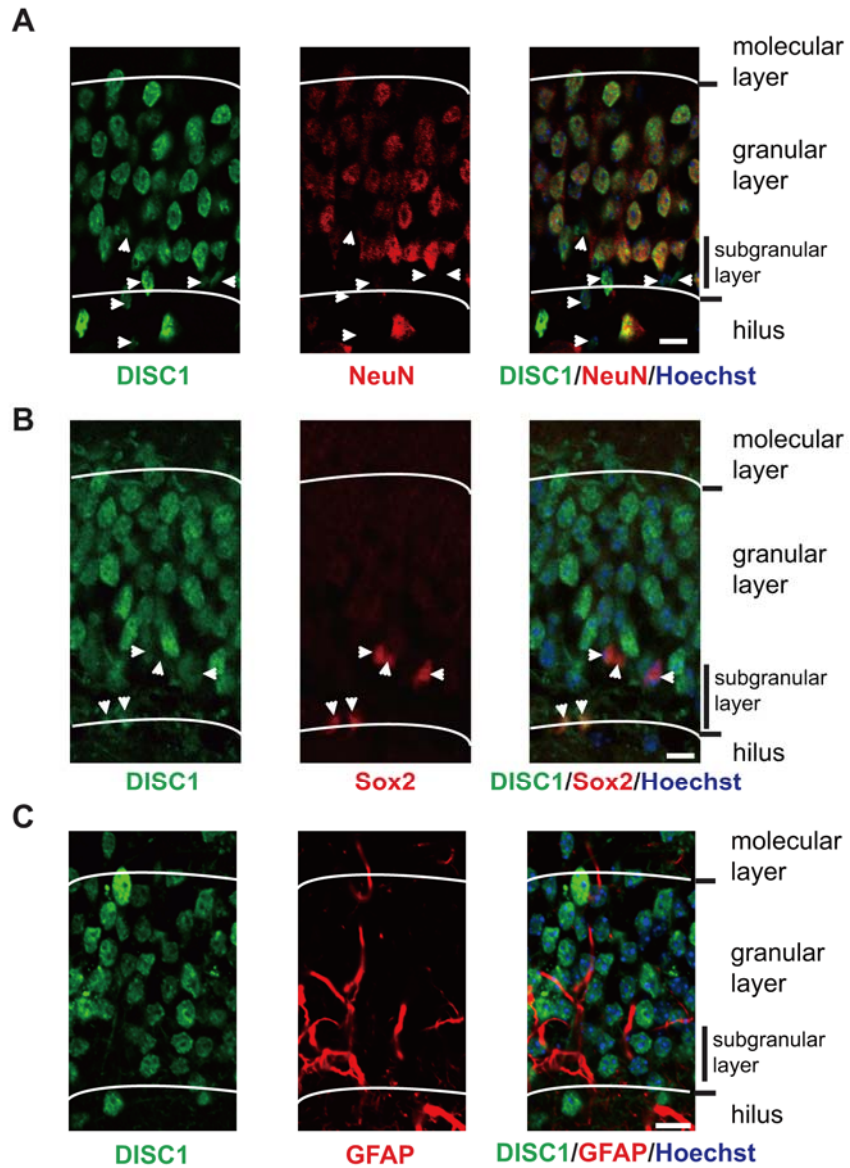 A
molecular
layer
granular
layer
subgranular
layer
hilus
DISC1
NeuN
DISC1/NeuN/Hoechst
B
molecular
layer
granular
layer
subgranular
layer
hilus
DISC1
Sox2
DISC1/Sox2/Hoechst
C
molecular
layer
granular
layer
subgranular
layer
hilus
DISC1
GFAP
DISC1/GFAP/Hoechst